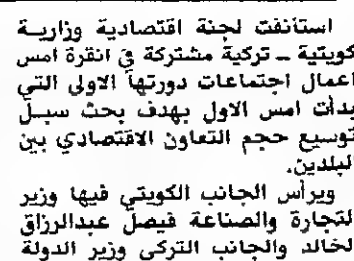 استأنفت لجنة اقتصادية وزارية
كويتية ــ تركية مشتركة في انقرة امس
اعمال اجتماعات دورتها الاولى التي
بدأت امس الاول بهدف بحث سبل
توسيع حجم التعاون الاقتصادي بين
البلدين.
ويرأس الجانب الكويتي فيها وزير
التجارة والصناعة فيصل عبدالرزاق
الخالد والجانب التركي وزير الدولة